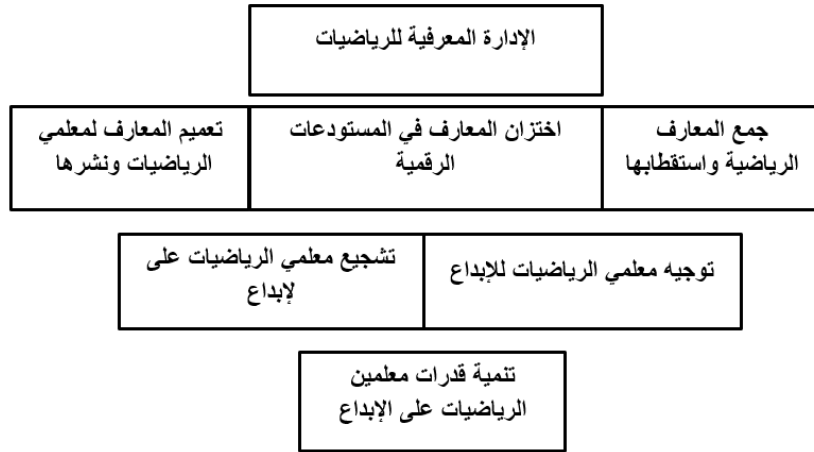 الإدارة المعرفية للرياضيات
جمع المعارف
الرياضية واستقطابها
اختزان المعارف في المستودعات
الرقمية
تعميم المعارف لمعلمي
الرياضيات ونشرها
توجيه معلمي الرياضيات للإبداع
تشجيع معلمي الرياضيات على
لإبداع
تنمية قدرات معلمين
الرياضيات على الإبداع